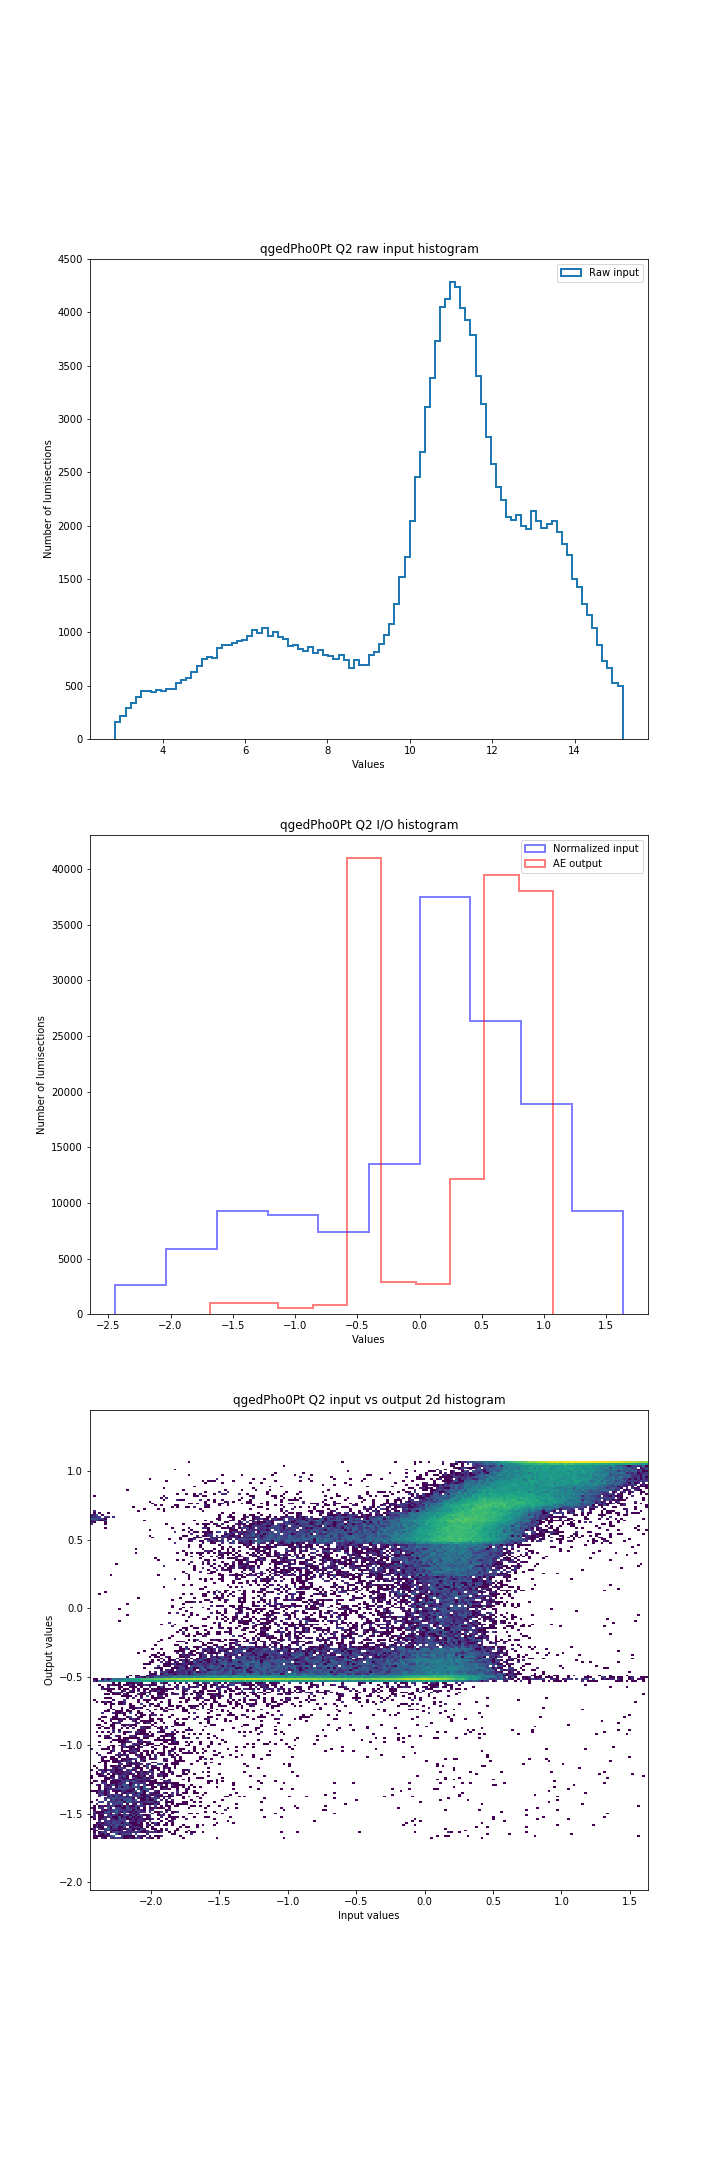 qgedPho0Pt Q2 raw input histogram
Raw input
4500
4000
3500
3000
2500
2000
1500
1000
500
0
Number of lumisections
4 6 8 10 12 14
Values
qgedPho0Pt Q2 I/O histogram
Normalized input
AE output
40000
35000
30000
25000
20000
15000
10000
5000
0
Number of lumisections
−2.5 −2.0 −1.5 −1.0 −0.5 0.0 0.5 1.0 1.5
Values
qgedPho0Pt Q2 input vs output 2d histogram
1.0
0.5
0.0
−0.5
−1.0
−1.5
−2.0
Output values
−2.0 −1.5 −1.0 −0.5 0.0 0.5 1.0 1.5
Input values